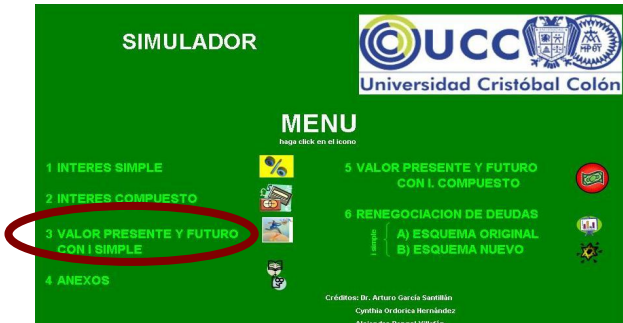 SIMULADOR
UCC
Universidad Cristóbal Colón
MENU
haga click en el icono
1 INTERES SIMPLE
2 INTERES COMPUESTO
3 VALOR PRESENTE Y FUTURO
CON I SIMPLE
4 ANEXOS
5 VALOR PRESENTE Y FUTURO
CON I. COMPUESTO
6 RENEGOCIACION DE DEUDAS
i simple
A) ESQUEMA ORIGINAL
B) ESQUEMA NUEVO
Créditos: Dr. Arturo García Santillán
Cynthia Ordorica Hernández